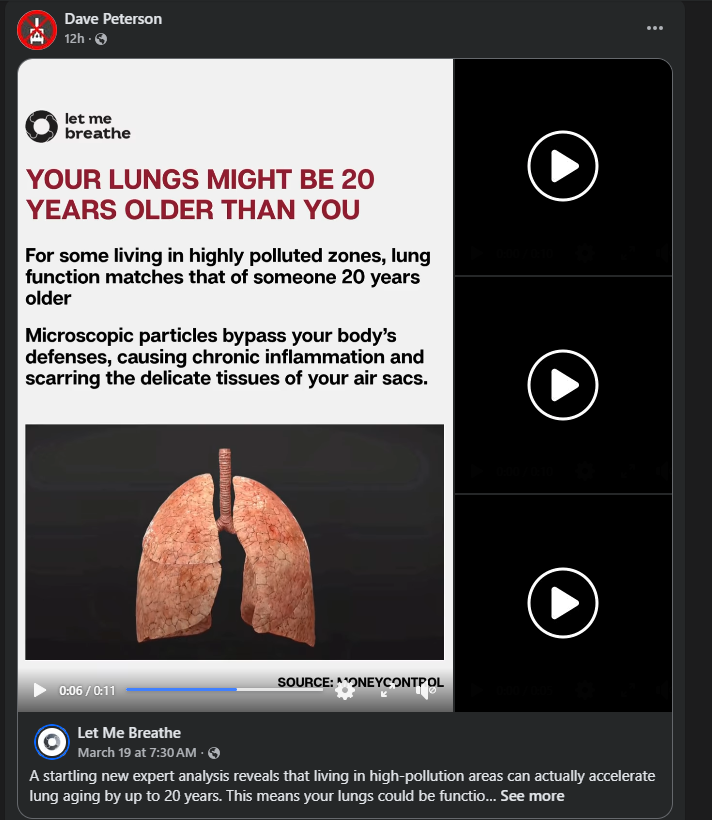 Dave Peterson
12h ·
let me
breathe
YOUR LUNGS MIGHT BE 20
YEARS OLDER THAN YOU
For some living in highly polluted zones, lung
function matches that of someone 20 years
older
Microscopic particles bypass your body's
defenses, causing chronic inflammation and
scarring the delicate tissues of your air sacs.
SOURCE: MONEYCONTROL
0:06 / 0:11
Let Me Breathe
March 19 at 7:30 AM ·
A startling new expert analysis reveals that living in high-pollution areas can actually accelerate
lung aging by up to 20 years. This means your lungs could be functio... See more